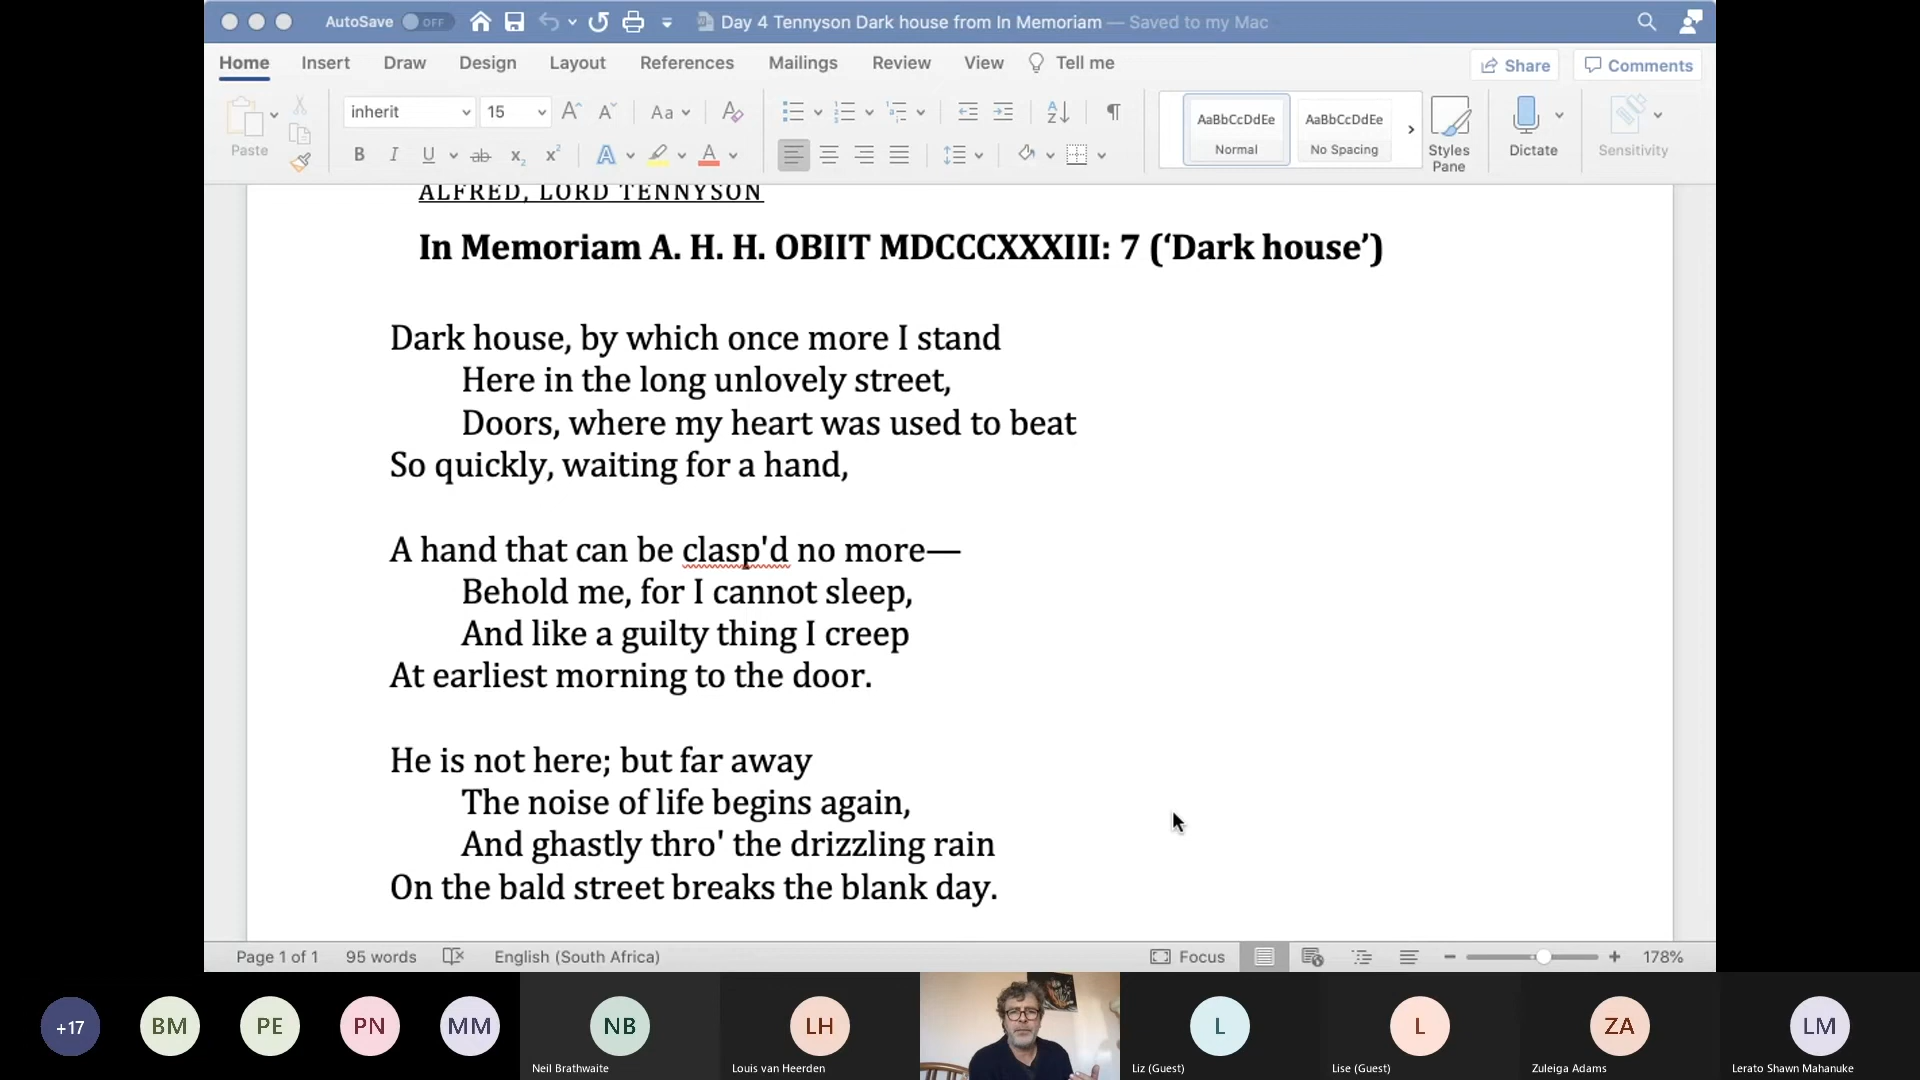 AutoSave OFF Day 4 Tennyson Dark house from In Memoriam — Saved to my Mac
Home Insert Draw Design Layout References Mailings Review View Tell me Share Comments
Paste inherit 15 Aa AaBbCcDdEe Normal AaBbCcDdEe No Spacing Styles Pane Dictate Sensitivity
ALFRED, LORD TENNYSON
In Memoriam A. H. H. OBIIT MDCCCXXXIII: 7 (‘Dark house’)
Dark house, by which once more I stand
Here in the long unlovely street,
Doors, where my heart was used to beat
So quickly, waiting for a hand,
A hand that can be clasp'd no more—
Behold me, for I cannot sleep,
And like a guilty thing I creep
At earliest morning to the door.
He is not here; but far away
The noise of life begins again,
And ghastly thro' the drizzling rain
On the bald street breaks the blank day.
Page 1 of 1 95 words English (South Africa) Focus 178%
+17 BM PE PN MM NB LH L L ZA LM
Neil Brathwaite Louis van Heerden Liz (Guest) Lise (Guest) Zuleiga Adams Lerato Shawn Mahanuke